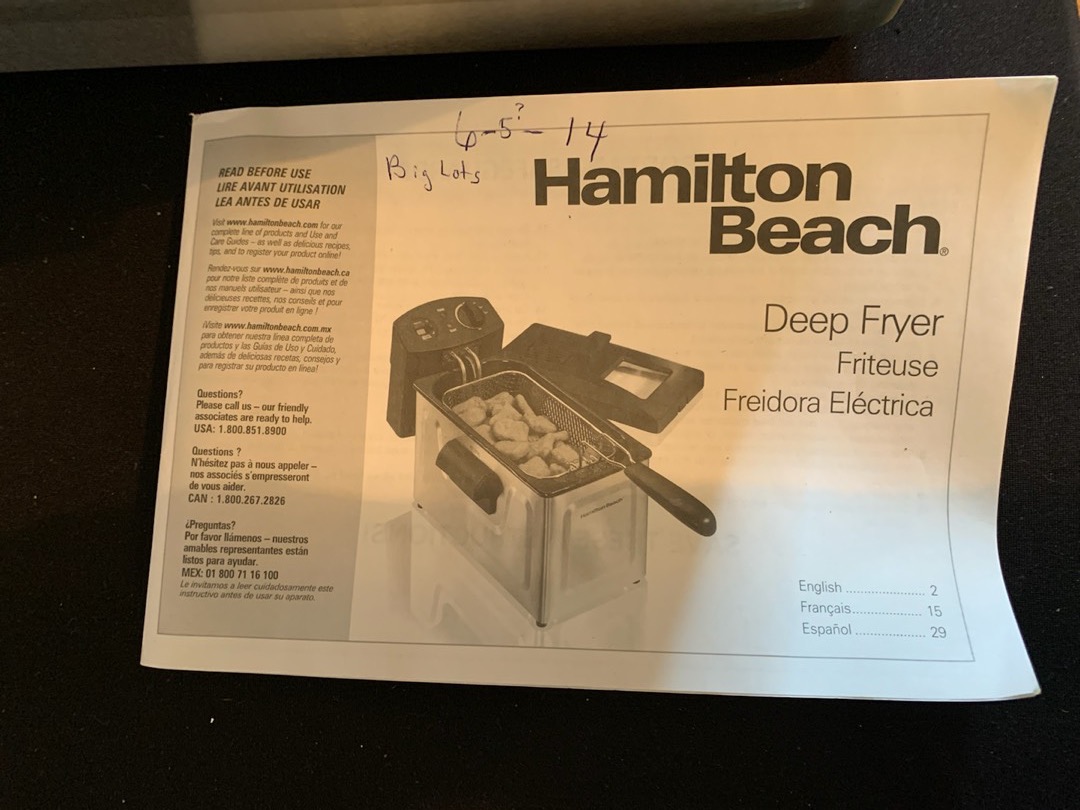 6-5?-14
Big Lots
READ BEFORE USE
LIRE AVANT UTILISATION
LEA ANTES DE USAR
Visit www.hamiltonbeach.com for our
complete line of products and Use and
Care Guides – as well as delicious recipes,
tips, and to register your product online!
Rendez-vous sur www.hamiltonbeach.ca
pour notre liste complète de produits et de
nos manuels utilisateur – ainsi que nos
délicieuses recettes, nos conseils et pour
enregistrer votre produit en ligne !
¡Visite www.hamiltonbeach.com.mx
para obtener nuestra línea completa de
productos y las Guías de Uso y Cuidado,
además de deliciosas recetas, consejos y
para registrar su producto en línea!
Questions?
Please call us – our friendly
associates are ready to help.
USA: 1.800.851.8900
Questions ?
N'hésitez pas à nous appeler –
nos associés s'empresseront
de vous aider.
CAN : 1.800.267.2826
¿Preguntas?
Por favor llámenos – nuestros
amables representantes están
listos para ayudar.
MEX: 01 800 71 16 100
Le invitamos a leer cuidadosamente este
instructivo antes de usar su aparato.
Hamilton
Beach®
Deep Fryer
Friteuse
Freidora Eléctrica
HamiltonBeach
English ........................ 2
Français..................... 15
Español ..................... 29